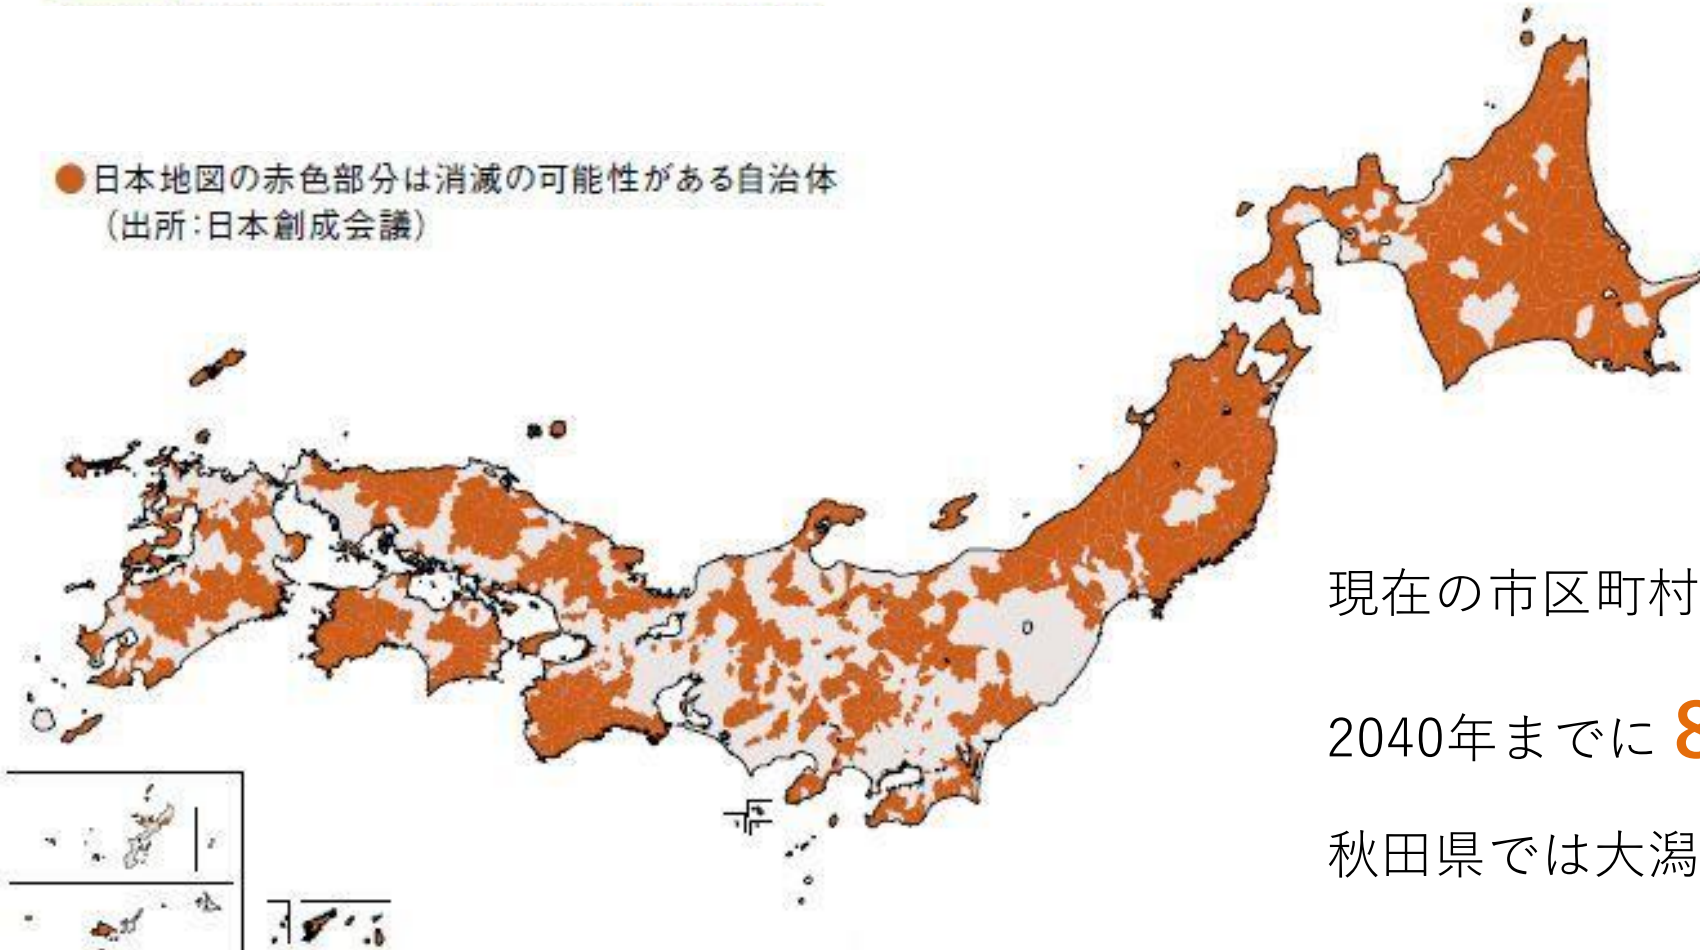 ●日本地図の赤色部分は消滅の可能性がある自治体
（出所：日本創成会議）
現在の市区町村
2040年までに 8
秋田県では大潟